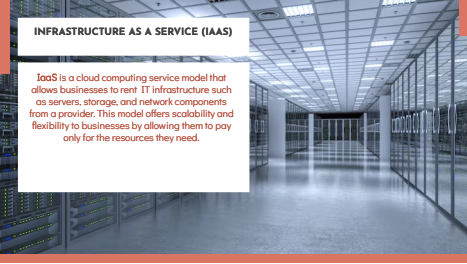 INFRASTRUCTURE AS A SERVICE (IAAS)
IaaS is a cloud computing service model that
allows businesses to rent IT infrastructure such
as servers, storage, and network components
from a provider. This model offers scalability and
flexibility to businesses by allowing them to pay
only for the resources they need.